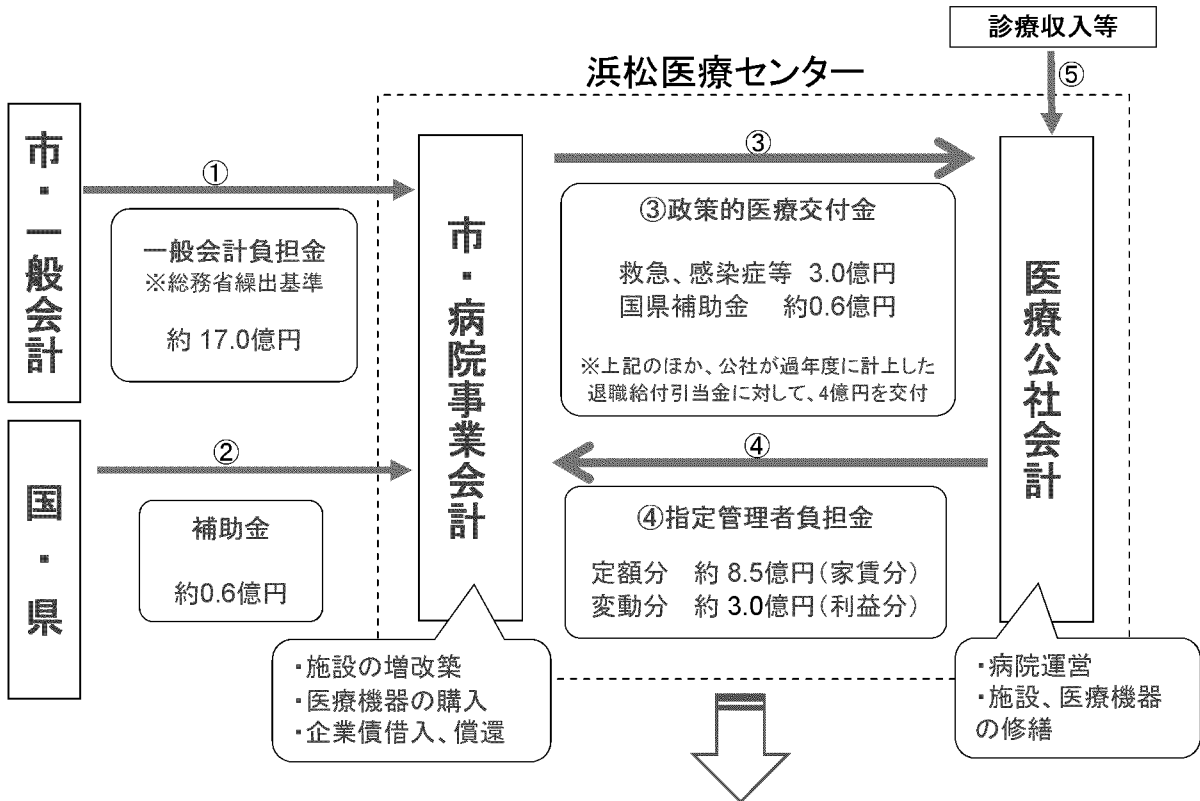 診療収入等
⑤
浜松医療センター
市・一般会計
①
一般会計負担金
※総務省繰出基準
約 17.0億円
市・病院事業会計
③
③政策的医療交付金
救急、感染症等 3.0億円
国県補助金 約0.6億円
※上記のほか、公社が過年度に計上した
退職給付引当金に対して、4億円を交付
医療公社会計
国・県
②
補助金
約0.6億円
④
④指定管理者負担金
定額分 約 8.5億円(家賃分)
変動分 約 3.0億円(利益分)
・施設の増改築
・医療機器の購入
・企業債借入、償還
・病院運営
・施設、医療機器
の修繕